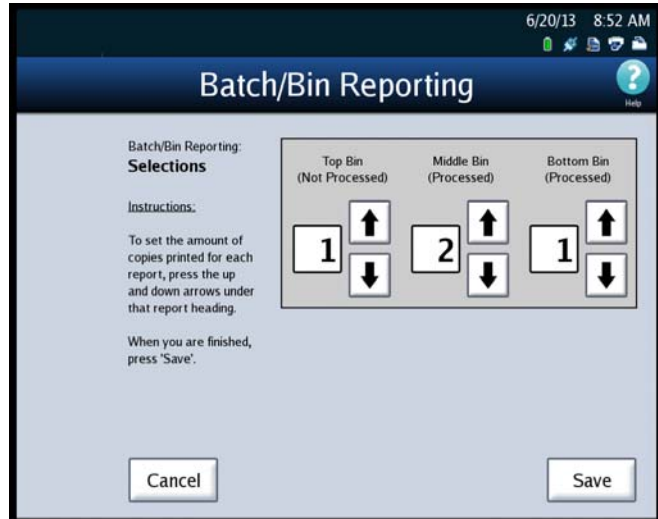 6/20/13 8:52 AM
Batch/Bin Reporting
Help
Batch/Bin Reporting:
Selections
Instructions:
To set the amount of
copies printed for each
report, press the up
and down arrows under
that report heading.
When you are finished,
press 'Save'.
Top Bin
(Not Processed)
1
Middle Bin
(Processed)
2
Bottom Bin
(Processed)
1
Cancel
Save